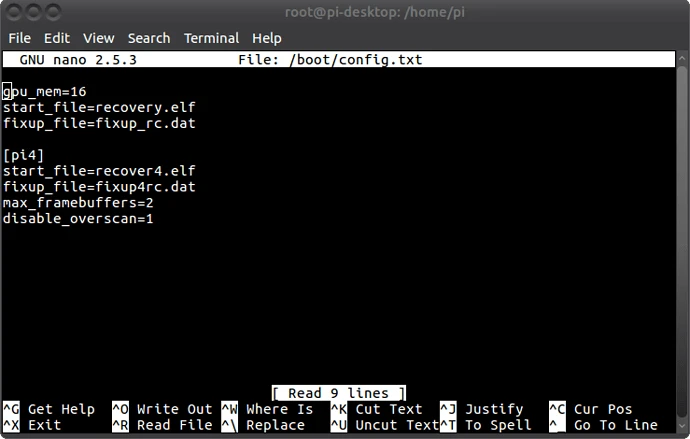 root@pi-desktop: /home/pi
File Edit View Search Terminal Help
GNU nano 2.5.3 File: /boot/config.txt
gpu_mem=16
start_file=recovery.elf
fixup_file=fixup_rc.dat
[pi4]
start_file=recover4.elf
fixup_file=fixup4rc.dat
max_framebuffers=2
disable_overscan=1
[ Read 9 lines ]
^G Get Help ^O Write Out ^W Where Is ^K Cut Text ^J Justify ^C Cur Pos
^X Exit ^R Read File ^\ Replace ^U Uncut Text ^T To Spell ^_ Go To Line